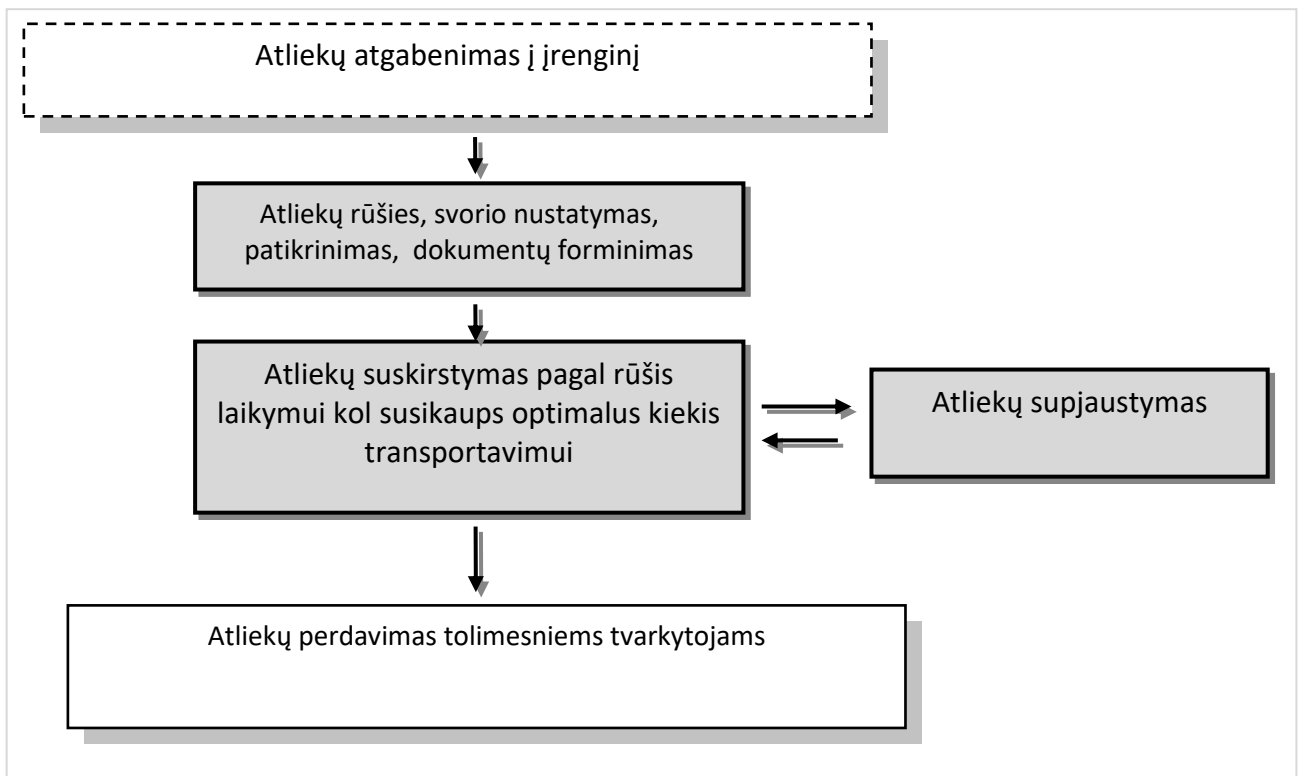 Atliekų atgabenimas į įrenginį
Atliekų rūšies, svorio nustatymas,
patikrinimas, dokumentų forminimas
Atliekų suskirstymas pagal rūšis
laikymui kol susikaups optimalus kiekis
transportavimui
Atliekų supjaustymas
Atliekų perdavimas tolimesniems tvarkytojams